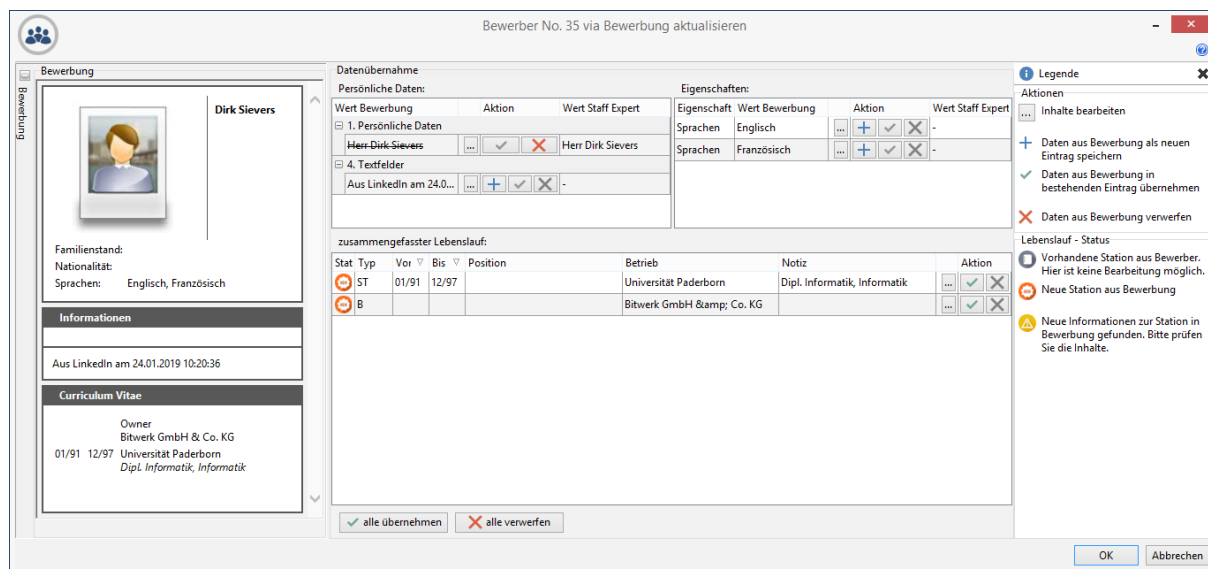 Bewerber No. 35 via Bewerbung aktualisieren
Bewerbung
Bewerbung
Dirk Sievers
Familienstand:
Nationalität:
Sprachen: Englisch, Französisch
Informationen
Aus LinkedIn am 24.01.2019 10:20:36
Curriculum Vitae
Owner
Bitwerk GmbH & Co. KG
01/91 12/97 Universität Paderborn
Dipl. Informatik, Informatik
Datenübernahme
Persönliche Daten:
Wert Bewerbung Aktion Wert Staff Expert
1. Persönliche Daten
Herr Dirk Sievers ... Herr Dirk Sievers
4. Textfelder
Aus LinkedIn am 24.0... ... -
Eigenschaften:
Eigenschaft Wert Bewerbung Aktion Wert Staff Expert
Sprachen Englisch ... -
Sprachen Französisch ... -
zusammengefasster Lebenslauf:
Stat Typ Vor Bis Position Betrieb Notiz Aktion
ST 01/91 12/97 Universität Paderborn Dipl. Informatik, Informatik ...
B Bitwerk GmbH &amp; Co. KG ...
alle übernehmen alle verwerfen
Legende
Aktionen
... Inhalte bearbeiten
Daten aus Bewerbung als neuen
Eintrag speichern
Daten aus Bewerbung in
bestehenden Eintrag übernehmen
Daten aus Bewerbung verwerfen
Lebenslauf - Status
Vorhandene Station aus Bewerber.
Hier ist keine Bearbeitung möglich.
Neue Station aus Bewerbung
Neue Informationen zur Station in
Bewerbung gefunden. Bitte prüfen
Sie die Inhalte.
OK Abbrechen